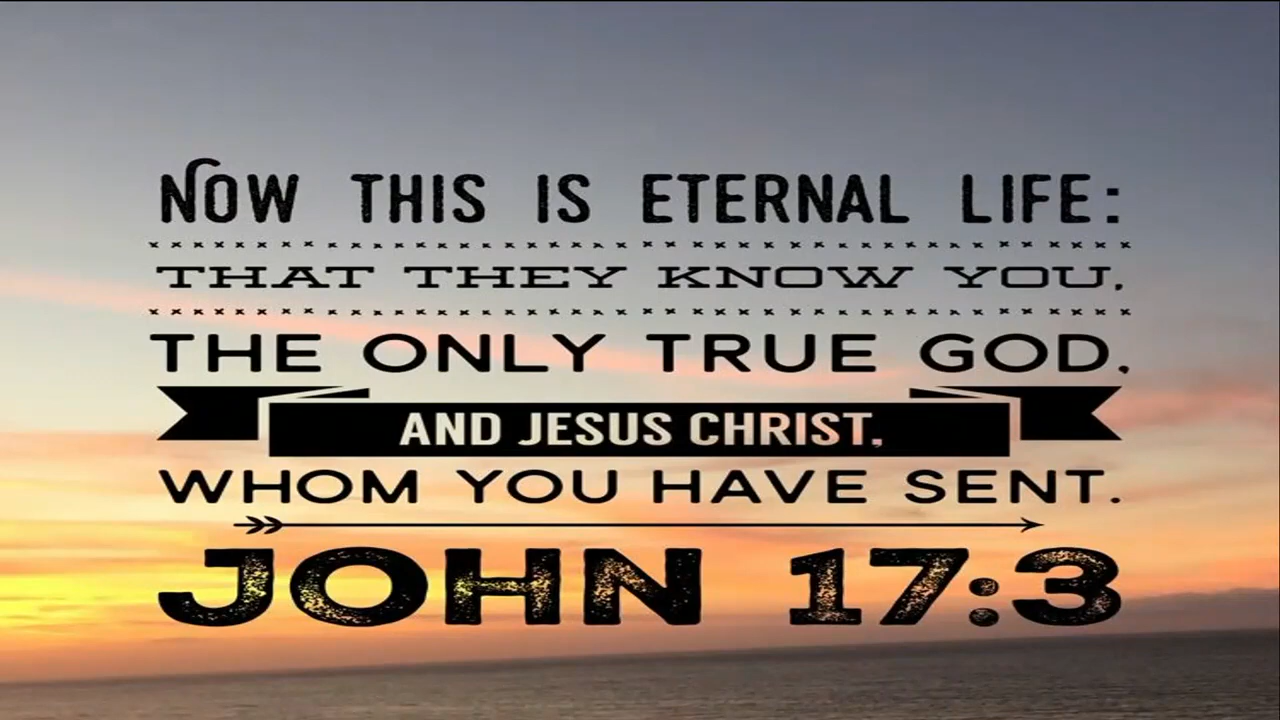 NOW THIS IS ETERNAL LIFE:
THAT THEY KNOW YOU,
THE ONLY TRUE GOD,
AND JESUS CHRIST,
WHOM YOU HAVE SENT.
JOHN 17:3